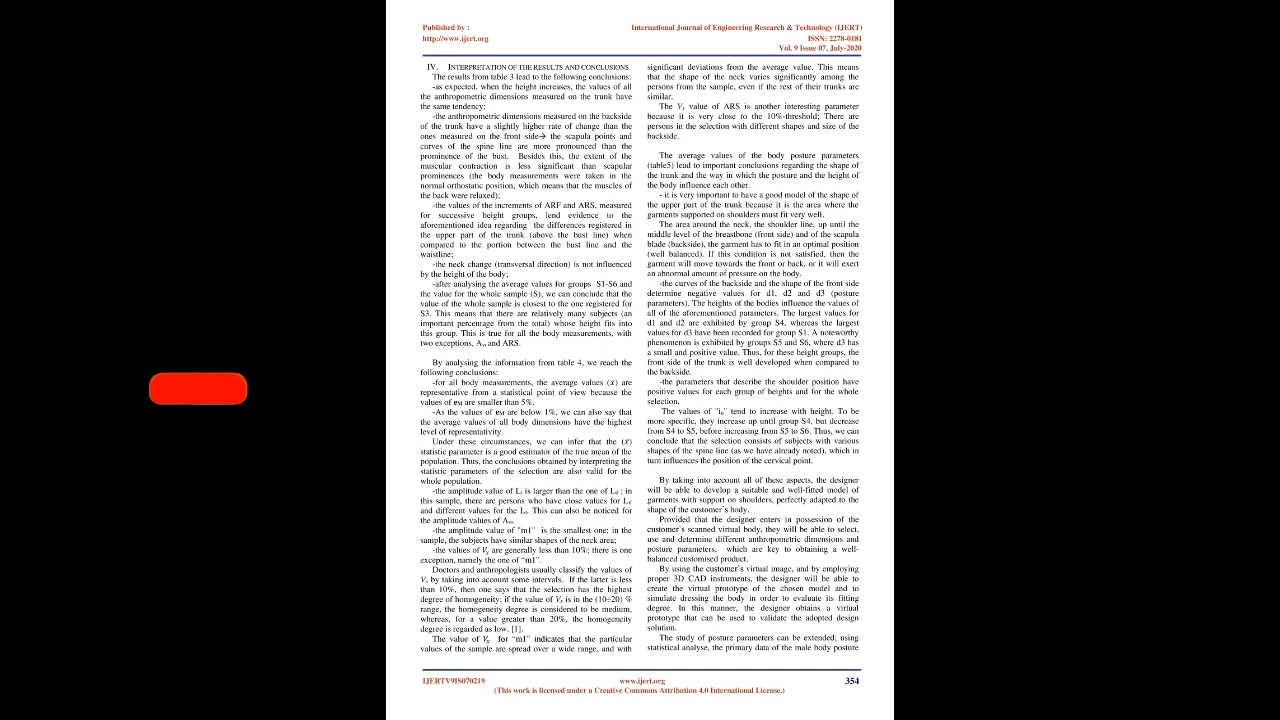 Published by :
http://www.ijert.org
International Journal of Engineering Research & Technology (IJERT)
ISSN: 2278-0181
Vol. 9 Issue 07, July-2020
IV. INTERPRETATION OF THE RESULTS AND CONCLUSIONS
The results from table 3 lead to the following conclusions:
-as expected, when the height increases, the values of all
the anthropometric dimensions measured on the trunk have
the same tendency;
-the anthropometric dimensions measured on the backside
of the trunk have a slightly higher rate of change than the
ones measured on the front side→ the scapula points and
curves of the spine line are more pronounced than the
prominence of the bust. Besides this, the extent of the
muscular contraction is less significant than scapular
prominences (the body measurements were taken in the
normal orthostatic position, which means that the muscles of
the back were relaxed);
-the values of the increments of ARF and ARS, measured
for successive height groups, lend evidence to the
aforementioned idea regarding the differences registered in
the upper part of the trunk (above the bust line) when
compared to the portion between the bust line and the
waistline;
-the neck change (transversal direction) is not influenced
by the height of the body;
-after analysing the average values for groups S1-S6 and
the value for the whole sample (S), we can conclude that the
value of the whole sample is closest to the one registered for
S3. This means that there are relatively many subjects (an
important percentage from the total) whose height fits into
this group. This is true for all the body measurements, with
two exceptions, and ARS.
By analysing the information from table 4, we reach the
following conclusions:
-for all body measurements, the average values (x̄) are
representative from a statistical point of view because the
values of eM are smaller than 5%.
-As the values of eM are below 1%, we can also say that
the average values of all body dimensions have the highest
level of representativity.
Under these circumstances, we can infer that the (x̄)
statistic parameter is a good estimator of the true mean of the
population. Thus, the conclusions obtained by interpreting the
statistic parameters of the selection are also valid for the
whole population.
-the amplitude value of Lt is larger than the one of Ltf ; in
this sample, there are persons who have close values for Ltf
and different values for the Lt. This can also be noticed for
the amplitude values of
-the amplitude value of "m1" is the smallest one; in the
sample, the subjects have similar shapes of the neck area;
-the values of Vx are generally less than 10%; there is one
exception, namely the one of “m1”.
Doctors and anthropologists usually classify the values of
Vx by taking into account some intervals. If the latter is less
than 10%, then one says that the selection has the highest
degree of homogeneity; if the value of Vx is in the (10÷20) %
range, the homogeneity degree is considered to be medium,
whereas, for a value greater than 20%, the homogeneity
degree is regarded as low. [1].
The value of Vx for “m1” indicates that the particular
values of the sample are spread over a wide range, and with
significant deviations from the average value. This means
that the shape of the neck varies significantly among the
persons from the sample, even if the rest of their trunks are
similar.
The Vx value of ARS is another interesting parameter
because it is very close to the 10%-threshold; There are
persons in the selection with different shapes and size of the
backside.
The average values of the body posture parameters
(table5) lead to important conclusions regarding the shape of
the trunk and the way in which the posture and the height of
the body influence each other.
- it is very important to have a good model of the shape of
the upper part of the trunk because it is the area where the
garments supported on shoulders must fit very well.
The area around the neck, the shoulder line, up until the
middle level of the breastbone (front side) and of the scapula
blade (backside), the garment has to fit in an optimal position
(well balanced). If this condition is not satisfied, then the
garment will move towards the front or back, or it will exert
an abnormal amount of pressure on the body.
-the curves of the backside and the shape of the front side
determine negative values for d1, d2 and d3 (posture
parameters). The heights of the bodies influence the values of
all of the aforementioned parameters. The largest values for
d1 and d2 are exhibited by group S4, whereas the largest
values for d3 have been recorded for group S1. A noteworthy
phenomenon is exhibited by groups S5 and S6, where d3 has
a small and positive value. Thus, for these height groups, the
front side of the trunk is well developed when compared to
the backside.
-the parameters that describe the shoulder position have
positive values for each group of heights and for the whole
selection.
The values of "in" tend to increase with height. To be
more specific, they increase up until group S4, but decrease
from S4 to S5, before increasing from S5 to S6. Thus, we can
conclude that the selection consists of subjects with various
shapes of the spine line (as we have already noted), which in
turn influences the position of the cervical point.
By taking into account all of these aspects, the designer
will be able to develop a suitable and well-fitted model of
garments with support on shoulders, perfectly adapted to the
shape of the customer’s body.
Provided that the designer enters in possession of the
customer’s scanned virtual body, they will be able to select,
use and determine different anthropometric dimensions and
posture parameters, which are key to obtaining a well-
balanced customised product.
By using the customer’s virtual image, and by employing
proper 3D CAD instruments, the designer will be able to
create the virtual prototype of the chosen model and to
simulate dressing the body in order to evaluate its fitting
degree. In this manner, the designer obtains a virtual
prototype that can be used to validate the adopted design
solution.
The study of posture parameters can be extended; using
statistical analyse, the primary data of the male body posture
IJERTV9IS070219
www.ijert.org
354
(This work is licensed under a Creative Commons Attribution 4.0 International License.)